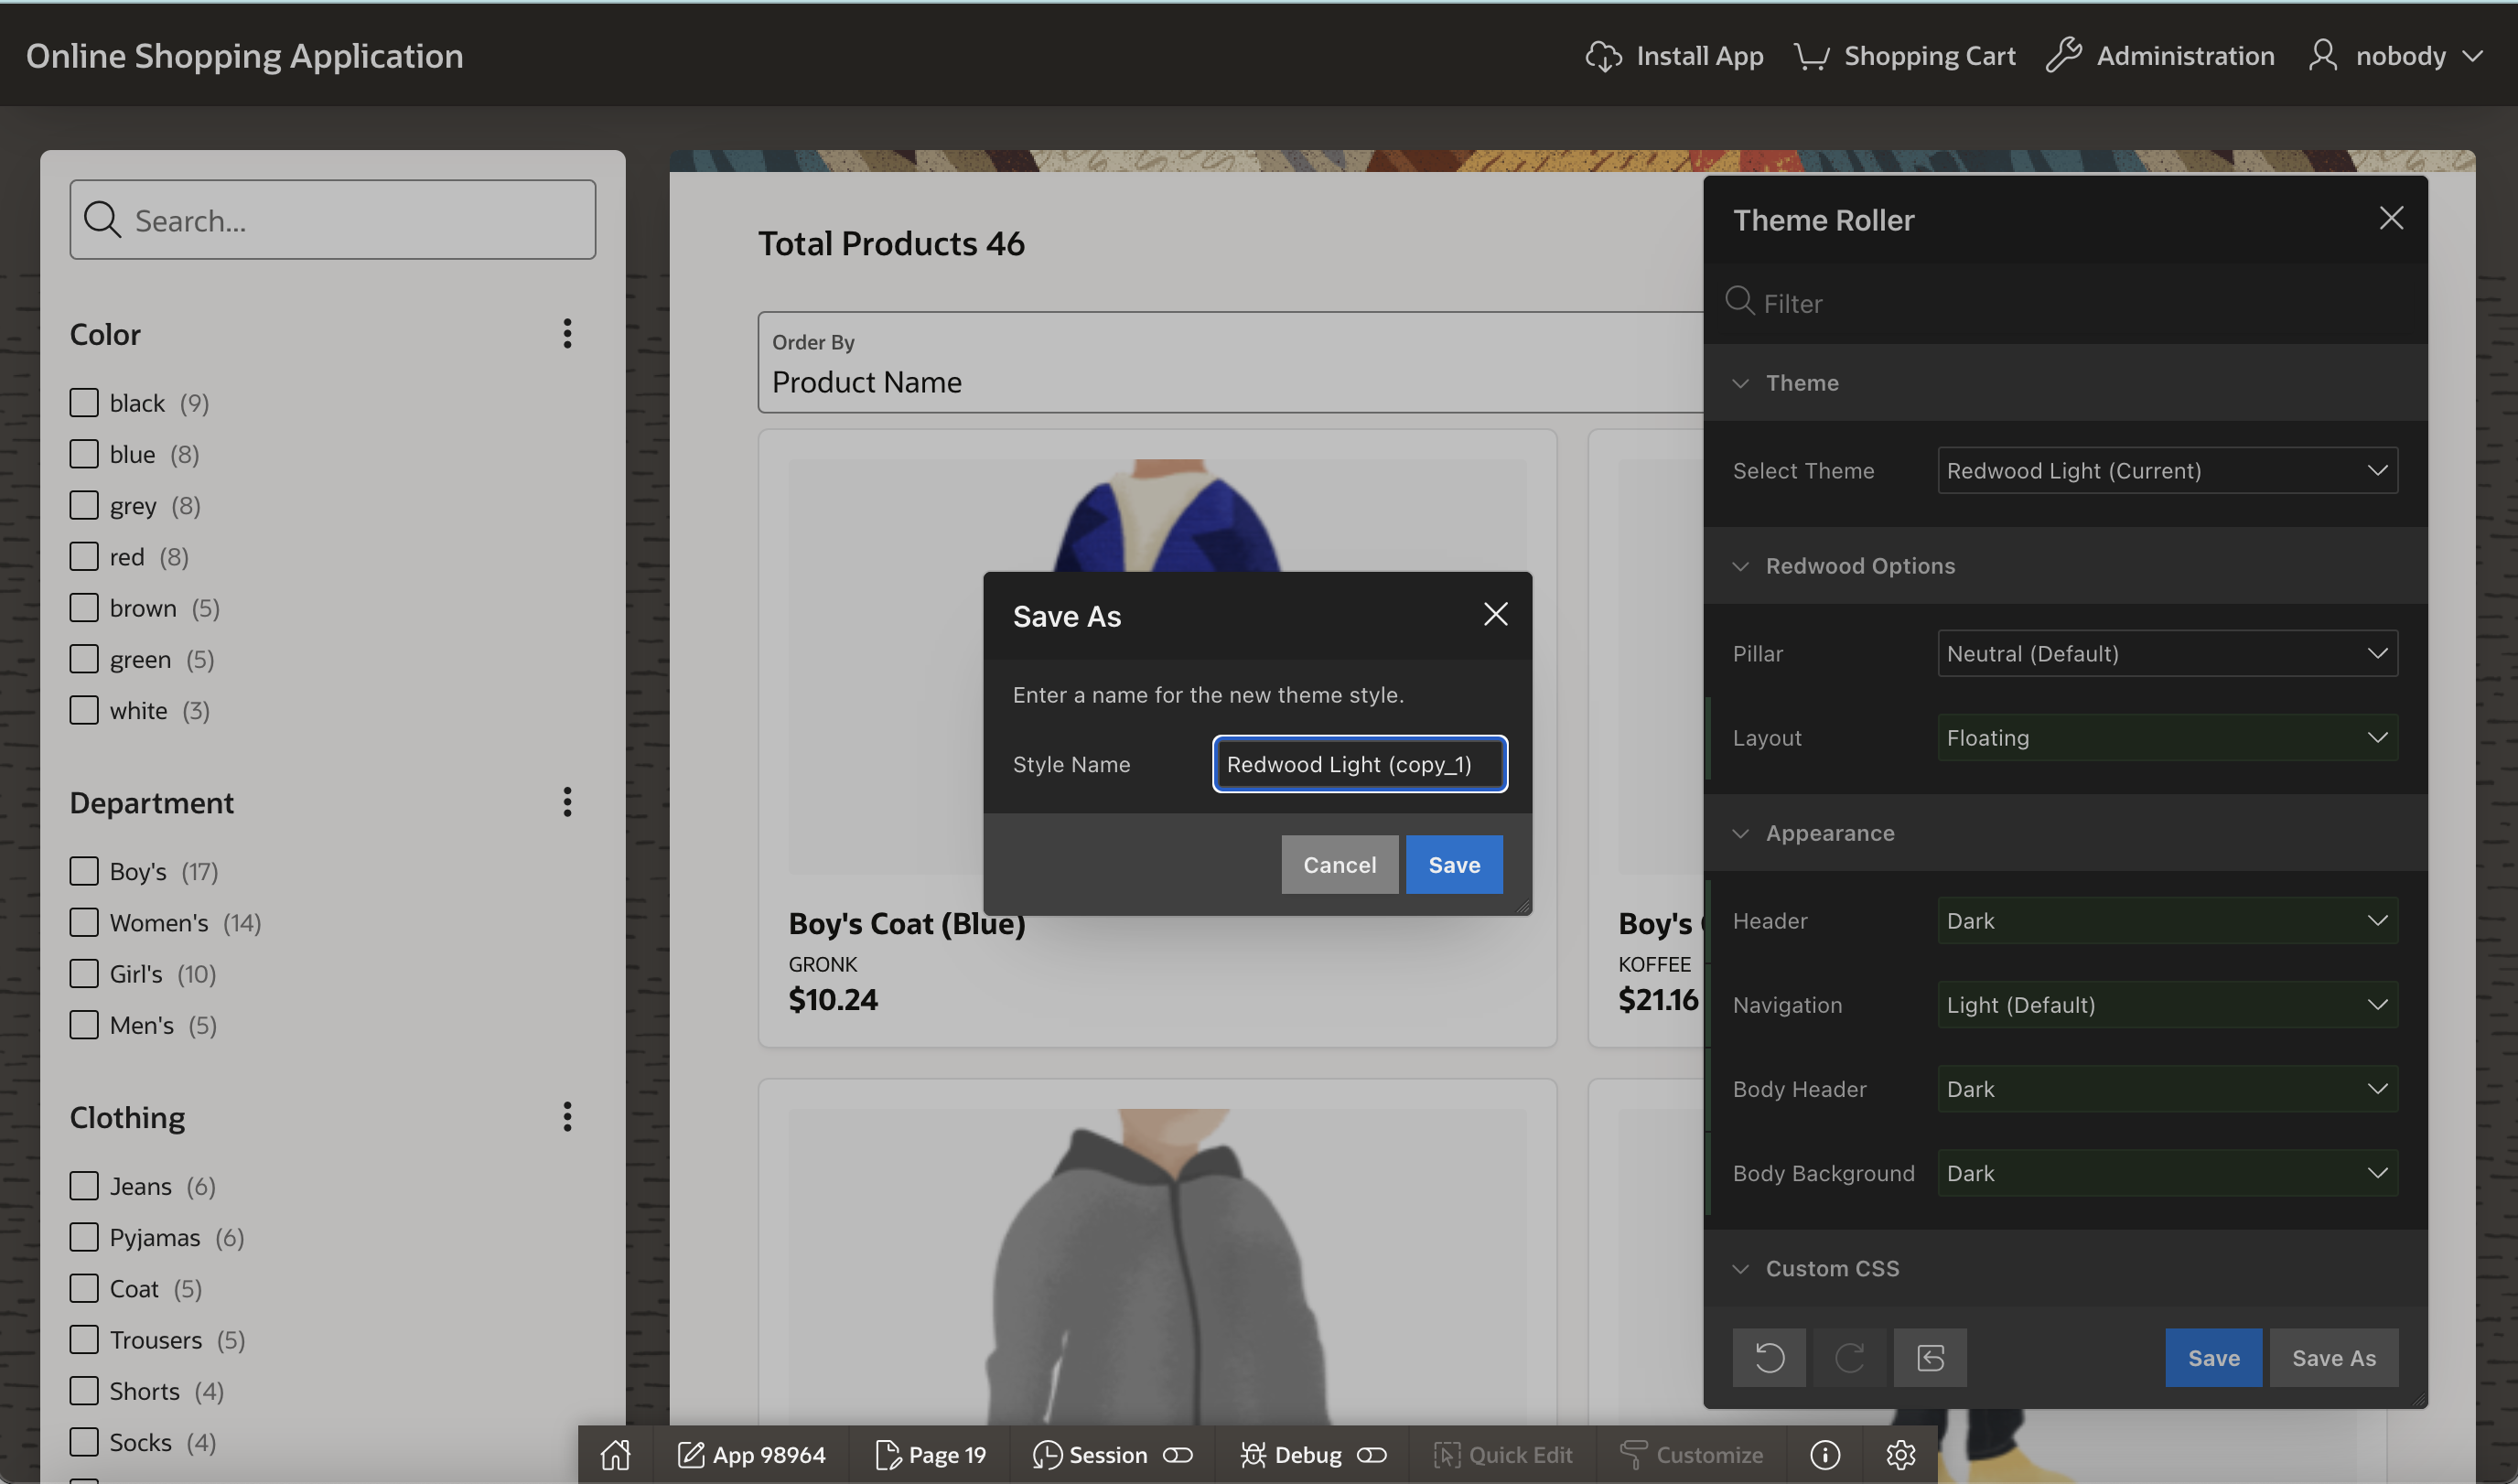 Online Shopping Application
Install App
Shopping Cart
Administration
nobody
Search...
Color
black (9)
blue (8)
grey (8)
red (8)
brown (5)
green (5)
white (3)
Department
Boy's (17)
Women's (14)
Girl's (10)
Men's (5)
Clothing
Jeans (6)
Pyjamas (6)
Coat (5)
Trousers (5)
Shorts (4)
Socks (4)
Total Products 46
Order By
Product Name
Boy's Coat (Blue)
GRONK
$10.24
Boy's
KOFFEE
$21.16
Save As
Enter a name for the new theme style.
Style Name
Redwood Light (copy_1)
Cancel
Save
Theme Roller
Filter
Theme
Select Theme
Redwood Light (Current)
Redwood Options
Pillar
Neutral (Default)
Layout
Floating
Appearance
Header
Dark
Navigation
Light (Default)
Body Header
Dark
Body Background
Dark
Custom CSS
Save
Save As
App 98964
Page 19
Session
Debug
Quick Edit
Customize